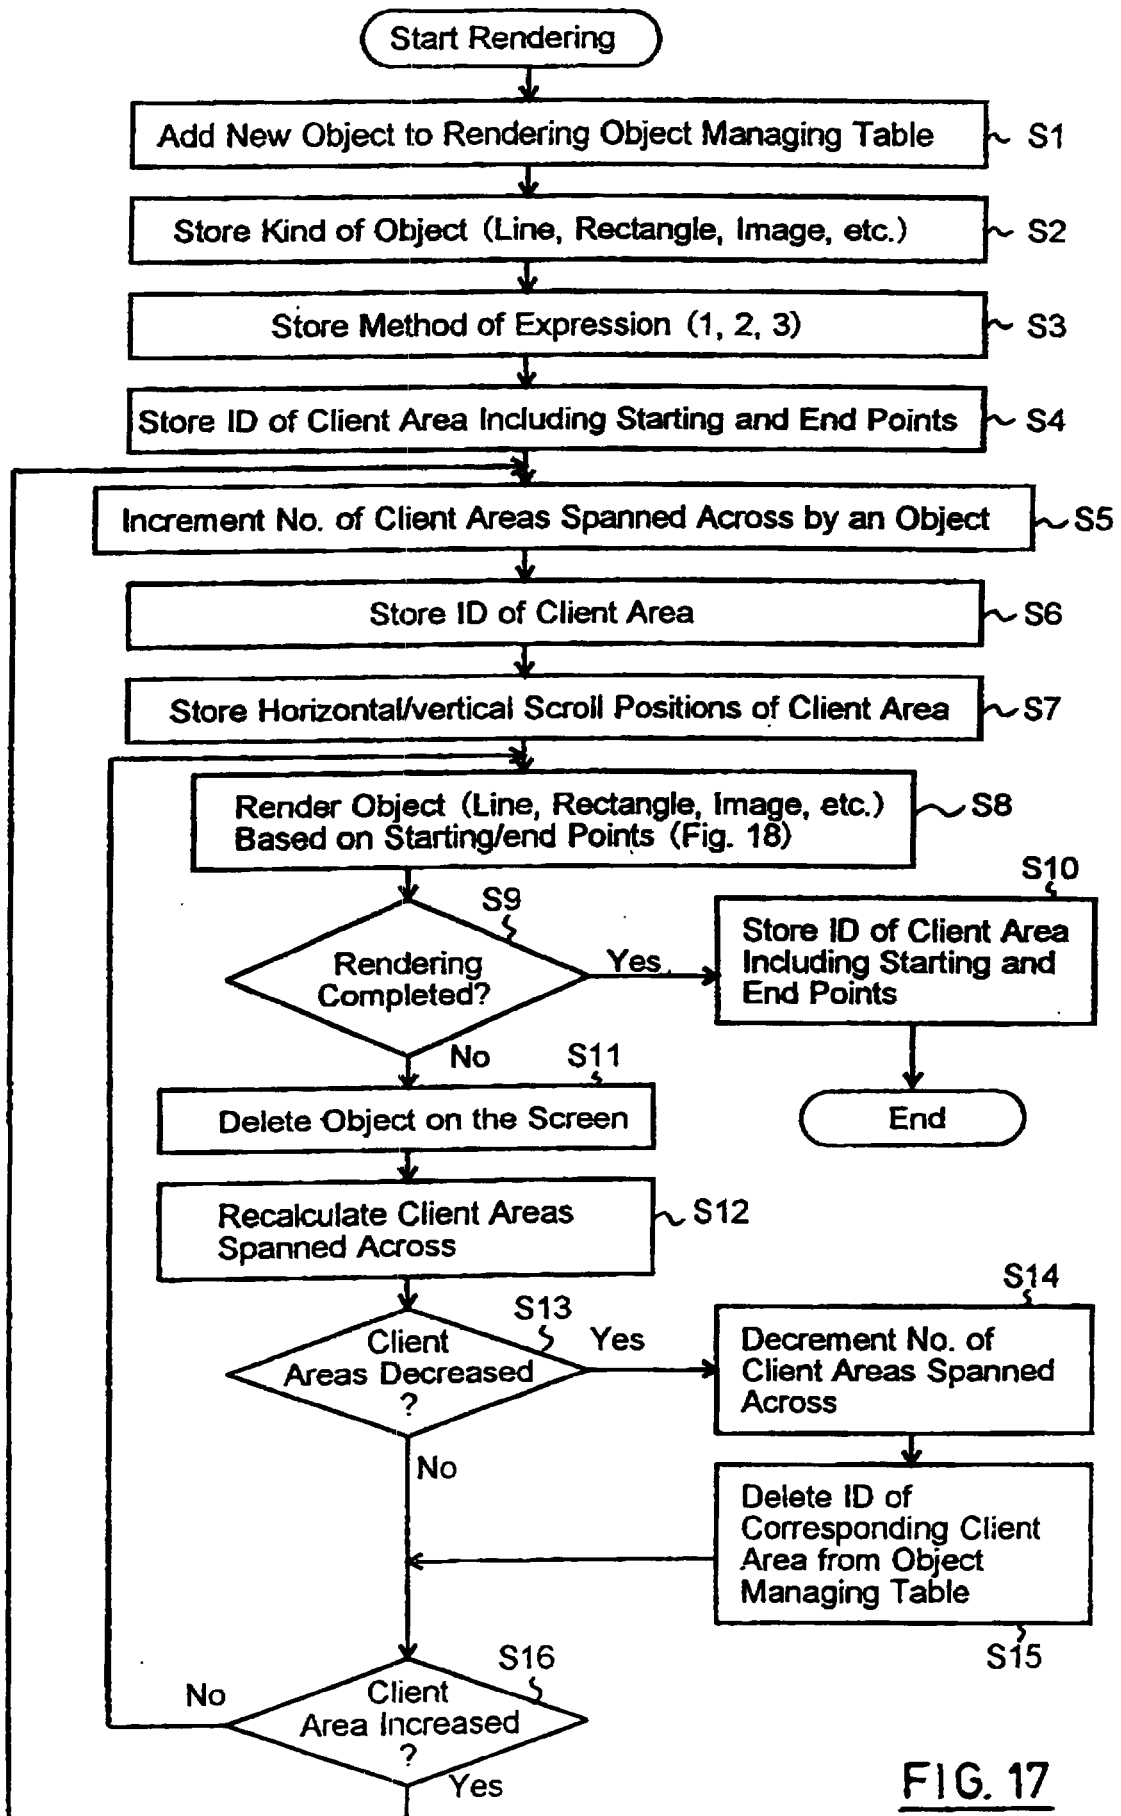 Start Rendering
Add New Object to Rendering Object Managing Table
S1
Store Kind of Object (Line, Rectangle, Image, etc.)
S2
Store Method of Expression (1, 2, 3)
S3
Store ID of Client Area Including Starting and End Points
S4
Increment No. of Client Areas Spanned Across by an Object
S5
Store ID of Client Area
S6
Store Horizontal/vertical Scroll Positions of Client Area
S7
Render Object (Line, Rectangle, Image, etc.)
Based on Starting/end Points (Fig. 18)
S8
S9
Rendering
Completed?
Yes
No
S10
Store ID of Client Area
Including Starting and
End Points
End
S11
Delete Object on the Screen
Recalculate Client Areas
Spanned Across
S12
S13
Client
Areas Decreased
?
Yes
No
S14
Decrement No. of
Client Areas Spanned
Across
Delete ID of
Corresponding Client
Area from Object
Managing Table
S15
S16
Client
Area Increased
?
No
Yes
FIG. 17